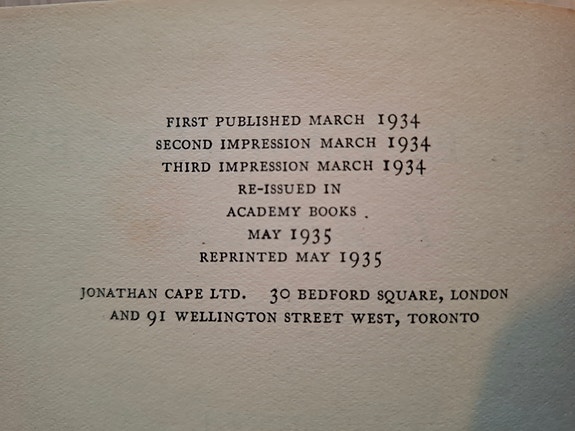 FIRST PUBLISHED MARCH 1934
SECOND IMPRESSION MARCH 1934
THIRD IMPRESSION MARCH 1934
RE-ISSUED IN
ACADEMY BOOKS
MAY 1935
REPRINTED MAY 1935
JONATHAN CAPE LTD. 30 BEDFORD SQUARE, LONDON
AND 91 WELLINGTON STREET WEST, TORONTO